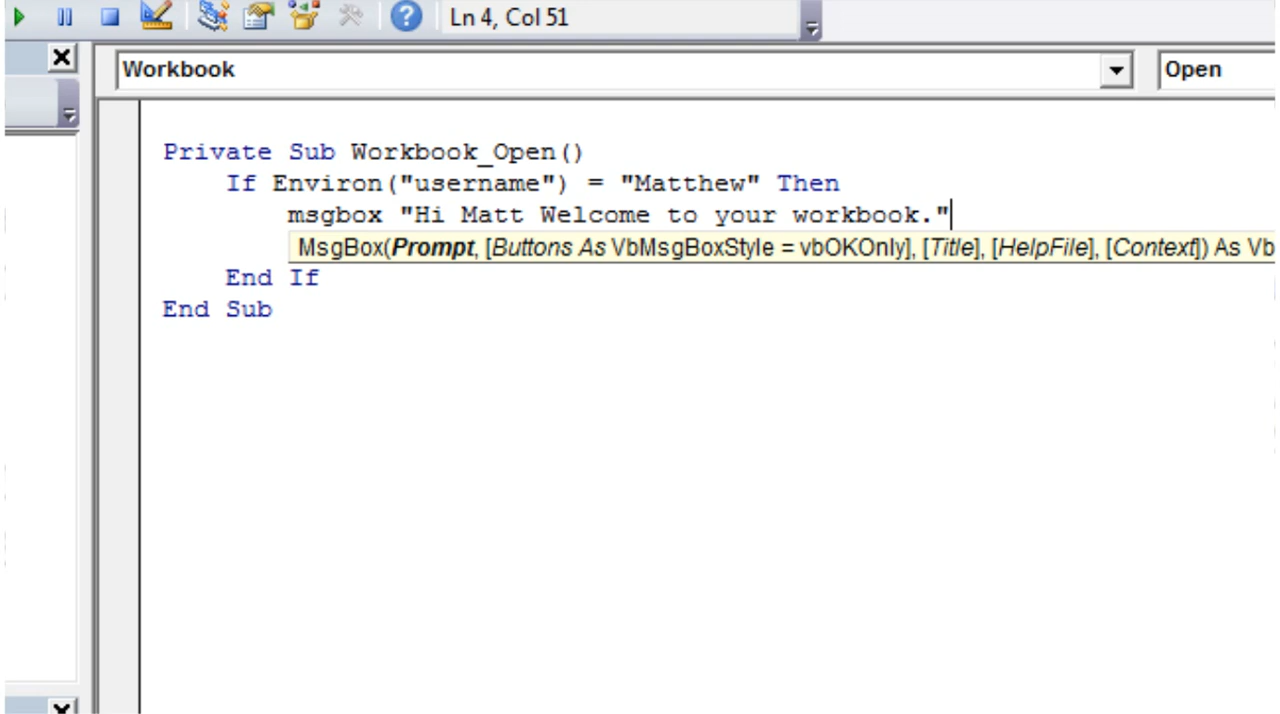 Ln 4, Col 51
Workbook
Open
Private Sub Workbook_Open()
If Environ("username") = "Matthew" Then
msgbox "Hi Matt Welcome to your workbook."
MsgBox(Prompt, [Buttons As VbMsgBoxStyle = vbOKOnly], [Title], [HelpFile], [Context]) As Vb
End If
End Sub